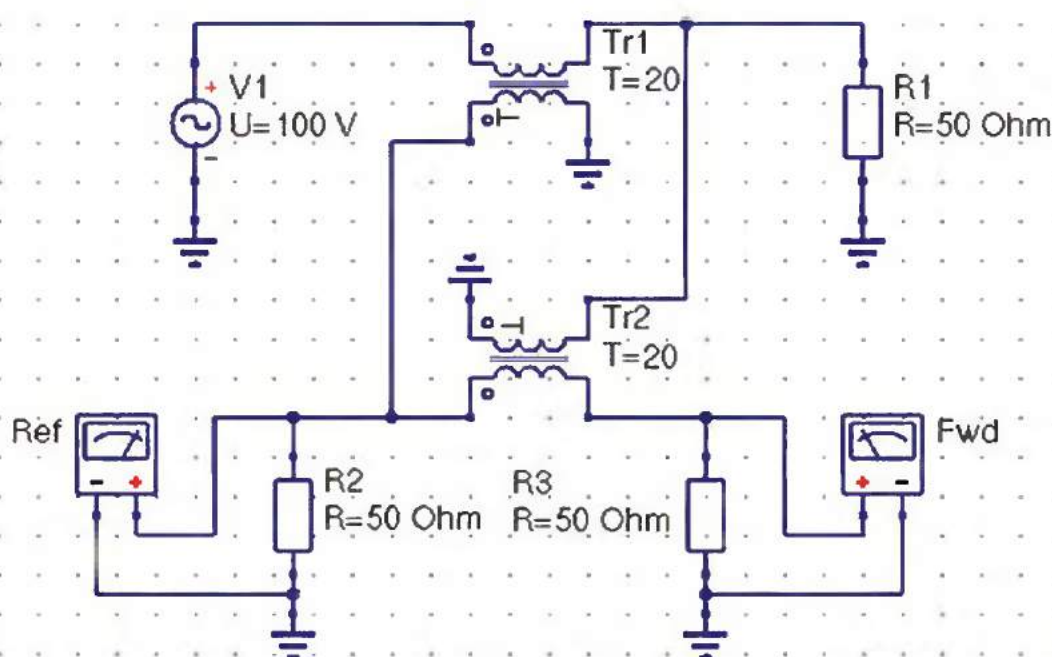 Tr1
T=20
V1
U=100 V
R1
R=50 Ohm
T
T
Tr2
T=20
Ref
Fwd
R2
R=50 Ohm
R3
R=50 Ohm